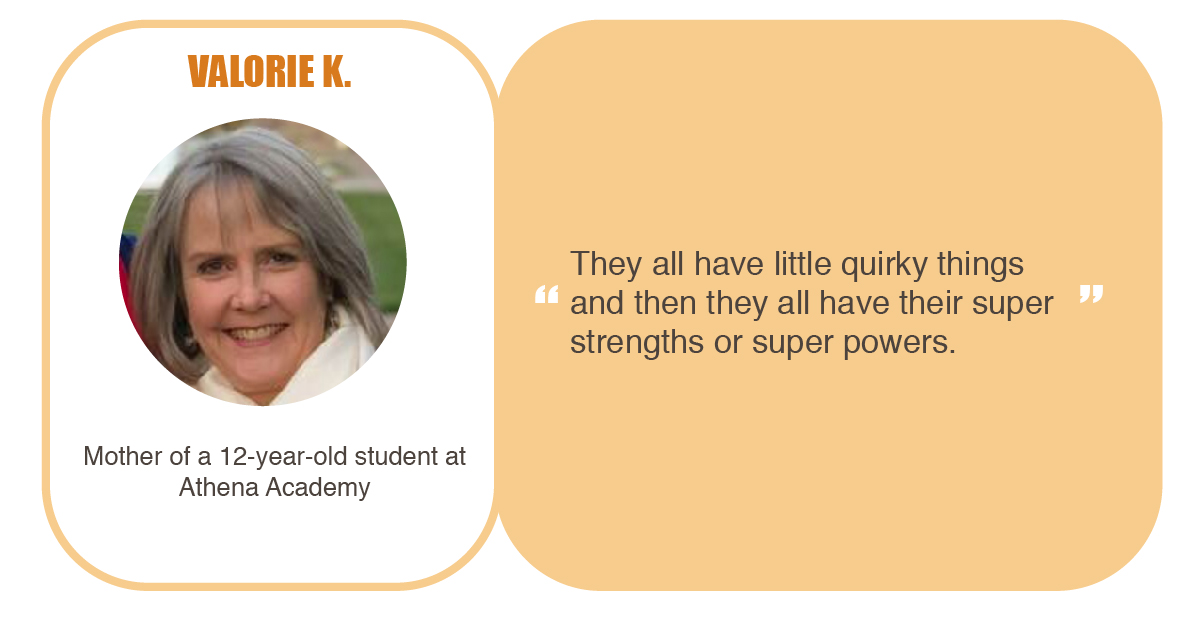 VALORIE K.
Mother of a 12-year-old student at
Athena Academy
“ They all have little quirky things
and then they all have their super ”
strengths or super powers.